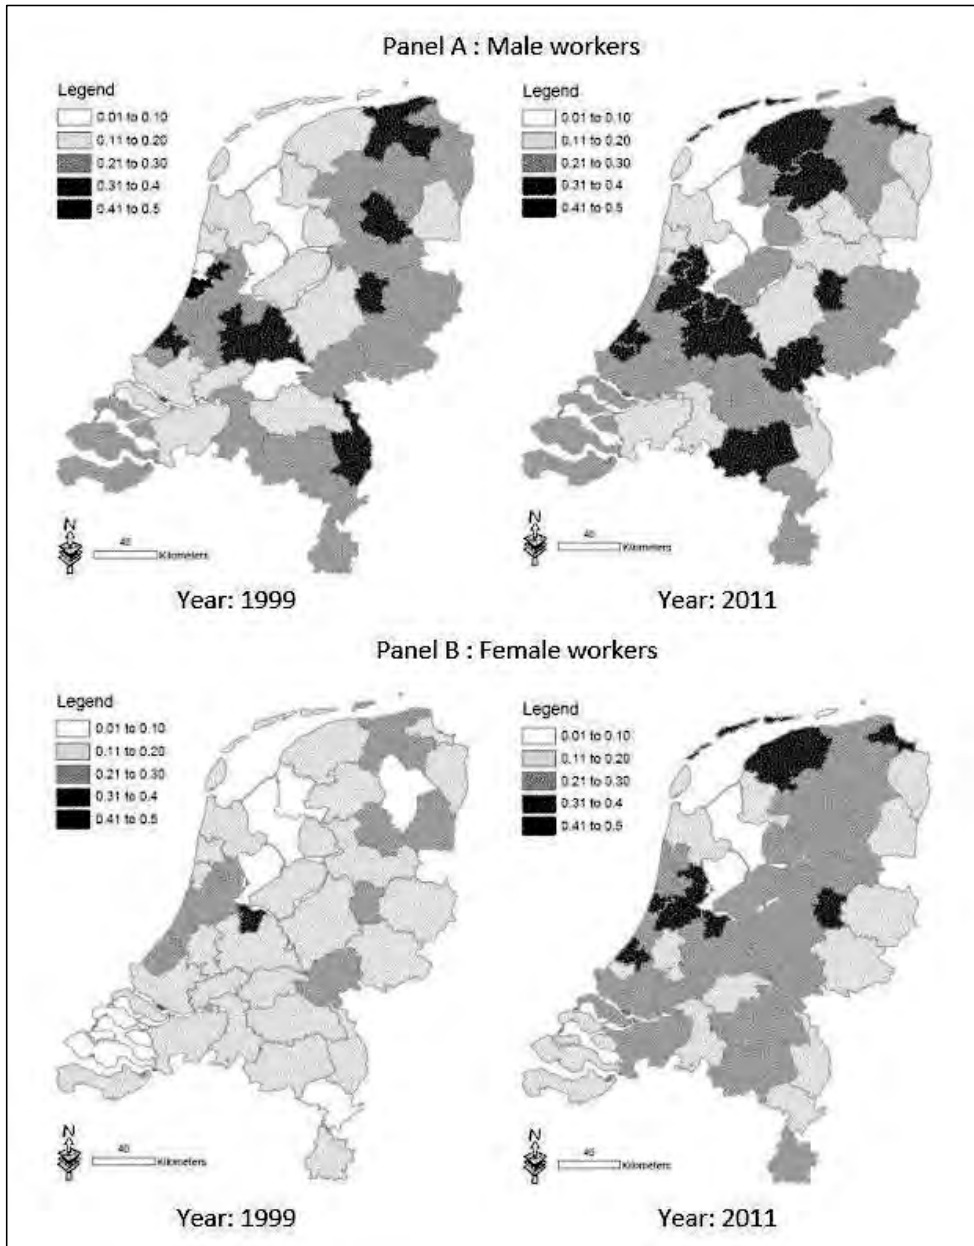 Panel A : Male workers
Legend
0.01 to 0.10
0.11 to 0.20
0.21 to 0.30
0.31 to 0.4
0.41 to 0.5
N
40
Kilometers
Year: 1999
Legend
0.01 to 0.10
0.11 to 0.20
0.21 to 0.30
0.31 to 0.4
0.41 to 0.5
N
40
Kilometers
Year: 2011
Panel B : Female workers
Legend
0.01 to 0.10
0.11 to 0.20
0.21 to 0.30
0.31 to 0.4
0.41 to 0.5
N
40
Kilometers
Year: 1999
Legend
0.01 to 0.10
0.11 to 0.20
0.21 to 0.30
0.31 to 0.4
0.41 to 0.5
N
40
Kilometers
Year: 2011